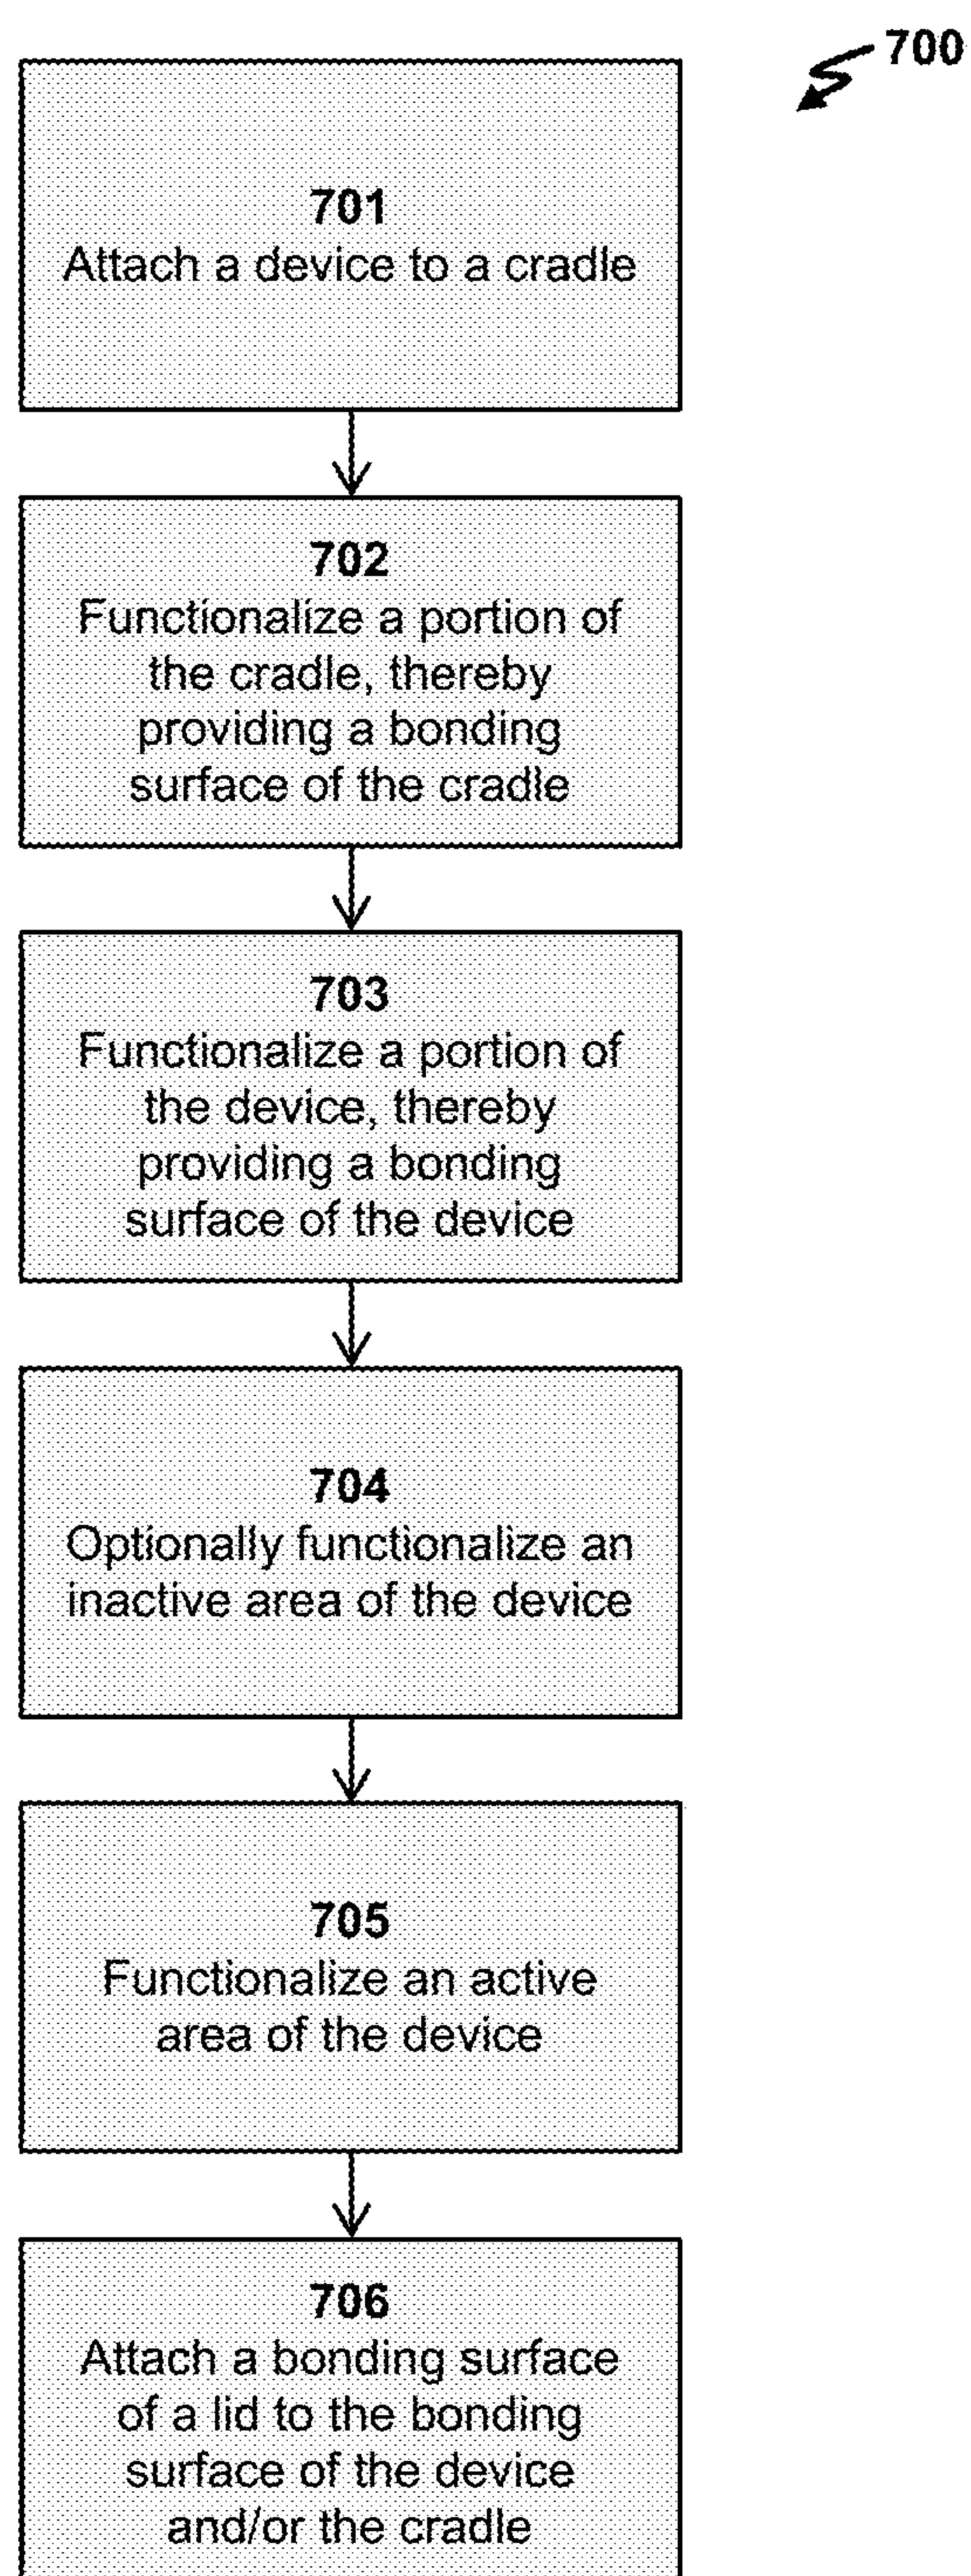 700
701
Attach a device to a cradle
702
Functionalize a portion of
the cradle, thereby
providing a bonding
surface of the cradle
703
Functionalize a portion of
the device, thereby
providing a bonding
surface of the device
704
Optionally functionalize an
inactive area of the device
705
Functionalize an active
area of the device
706
Attach a bonding surface
of a lid to the bonding
surface of the device
and/or the cradle